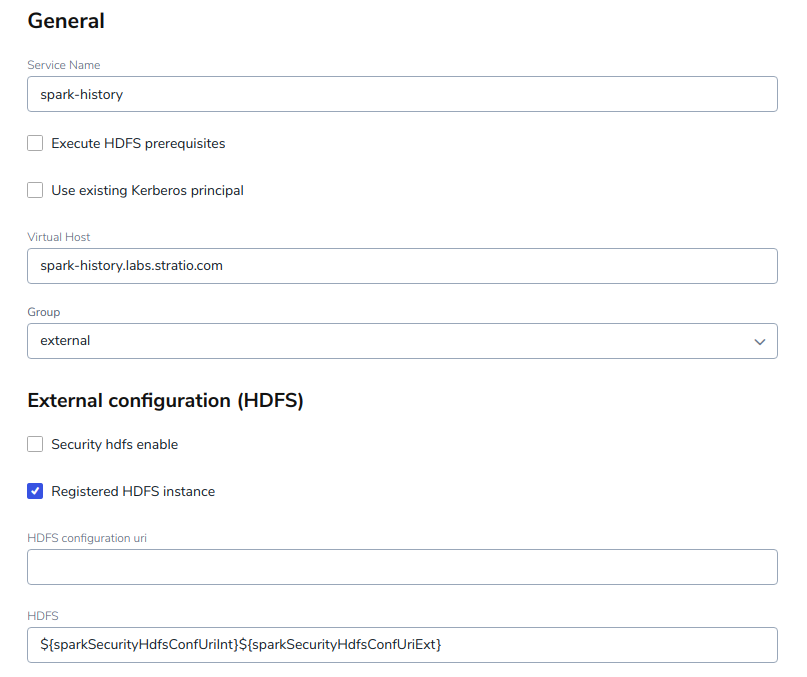 General
Service Name
spark-history
Execute HDFS prerequisites
Use existing Kerberos principal
Virtual Host
spark-history.labs.stratio.com
Group
external
External configuration (HDFS)
Security hdfs enable
Registered HDFS instance
HDFS configuration uri
HDFS
${sparkSecurityHdfsConfUriInt}${sparkSecurityHdfsConfUriExt}